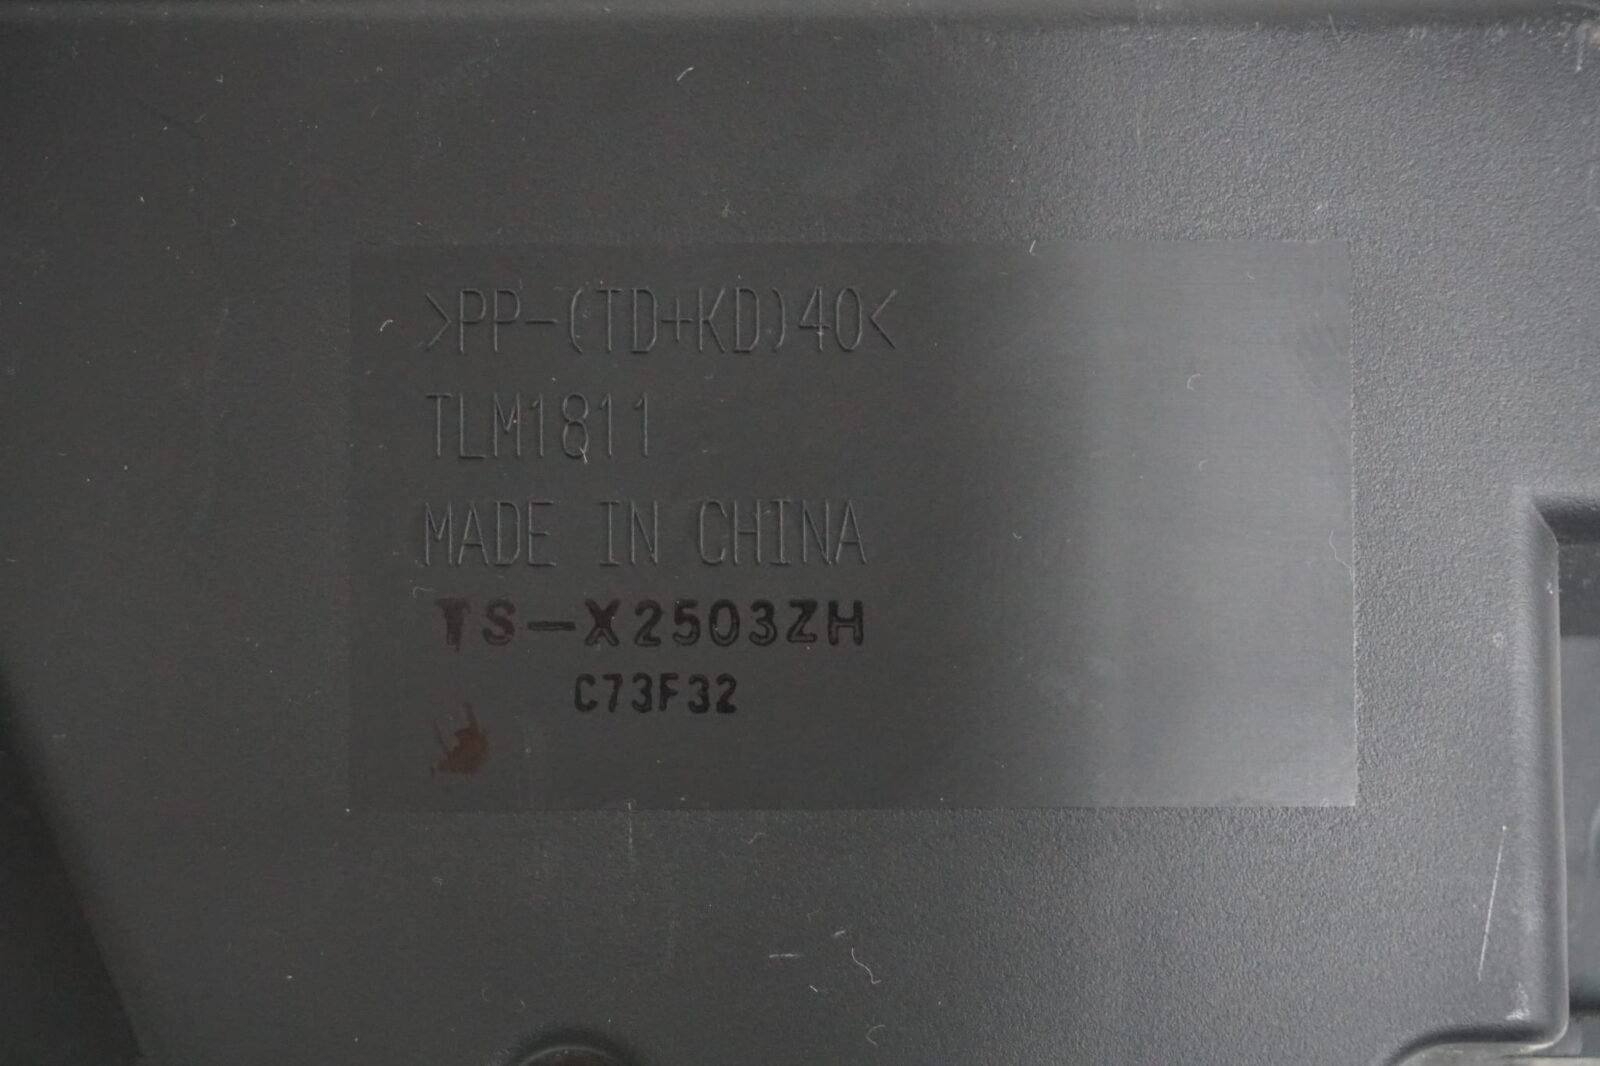 >PP-(TD+KD)40<
TLM1811
MADE IN CHINA
TS-X2503ZH
C73F32